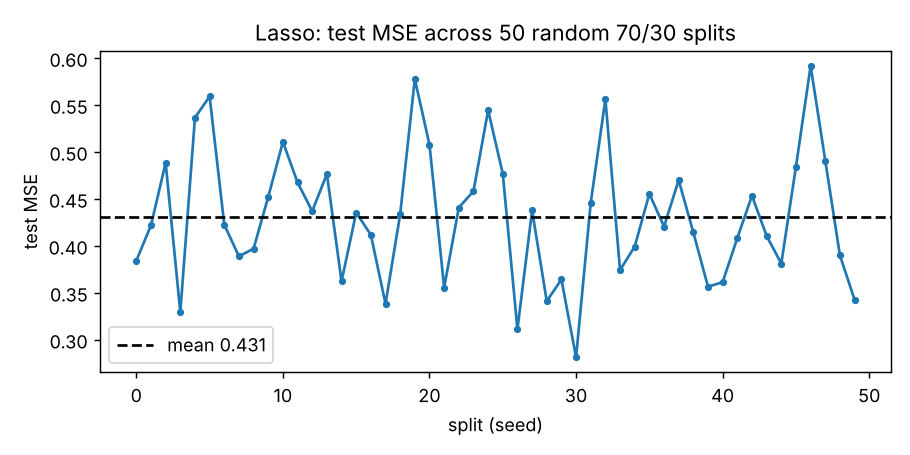 Lasso: test MSE across 50 random 70/30 splits
test MSE
0.60
0.55
0.50
0.45
0.40
0.35
0.30
mean 0.431
0 10 20 30 40 50
split (seed)